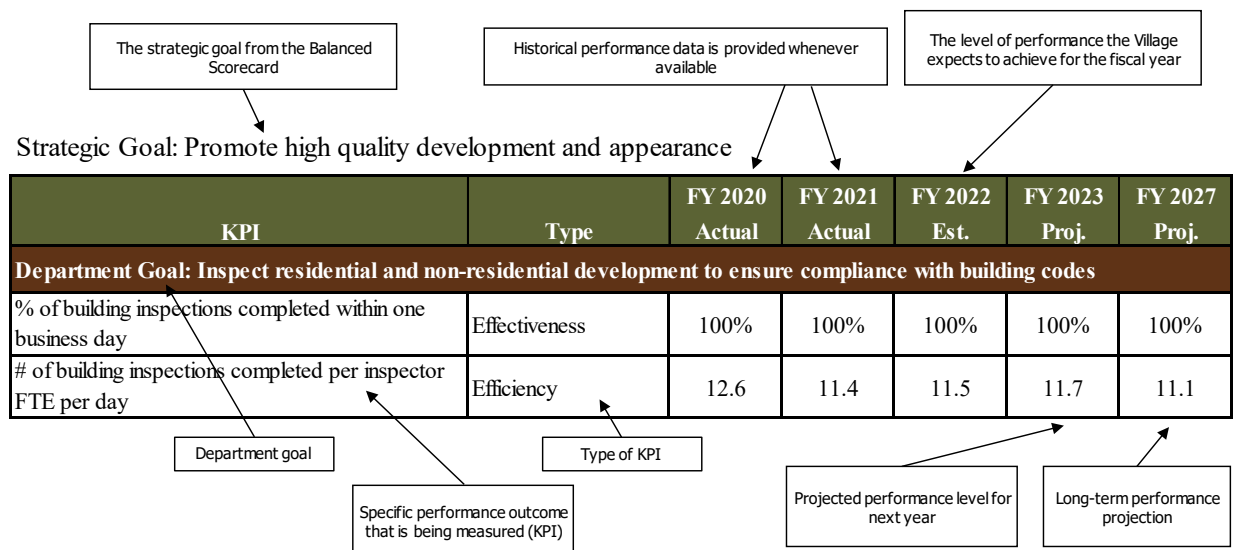 The strategic goal from the Balanced
Scorecard
Historical performance data is provided whenever
available
The level of performance the Village
expects to achieve for the fiscal year
Strategic Goal: Promote high quality development and appearance
KPI Type FY 2020 Actual FY 2021 Actual FY 2022 Est. FY 2023 Proj. FY 2027 Proj.
Department Goal: Inspect residential and non-residential development to ensure compliance with building codes
% of building inspections completed within one
business day
Effectiveness 100% 100% 100% 100% 100%
# of building inspections completed per inspector
FTE per day
Efficiency 12.6 11.4 11.5 11.7 11.1
Department goal
Type of KPI
Specific performance outcome
that is being measured (KPI)
Projected performance level for
next year
Long-term performance
projection